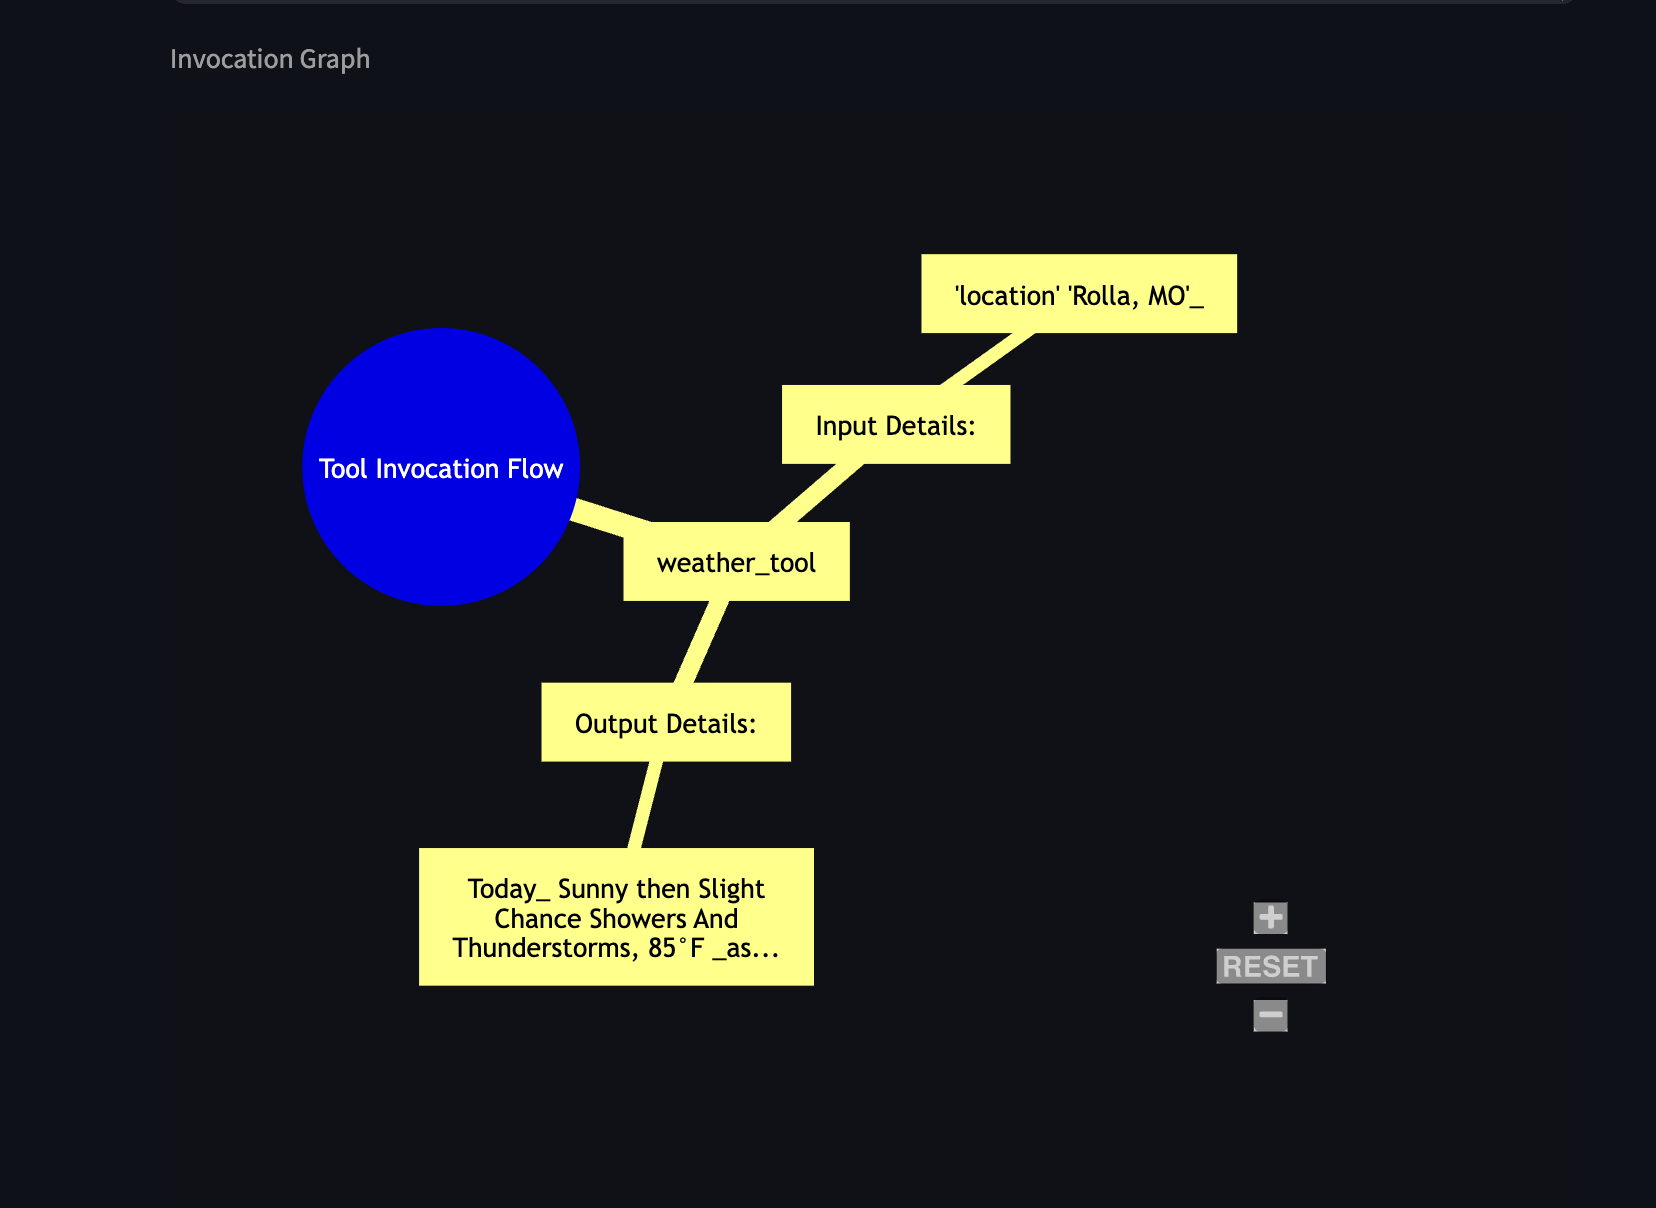 Invocation Graph
'location' 'Rolla, MO'_
Input Details:
Tool Invocation Flow
weather_tool
Output Details:
Today_ Sunny then Slight
Chance Showers And
Thunderstorms, 85°F _as...
+
RESET
−